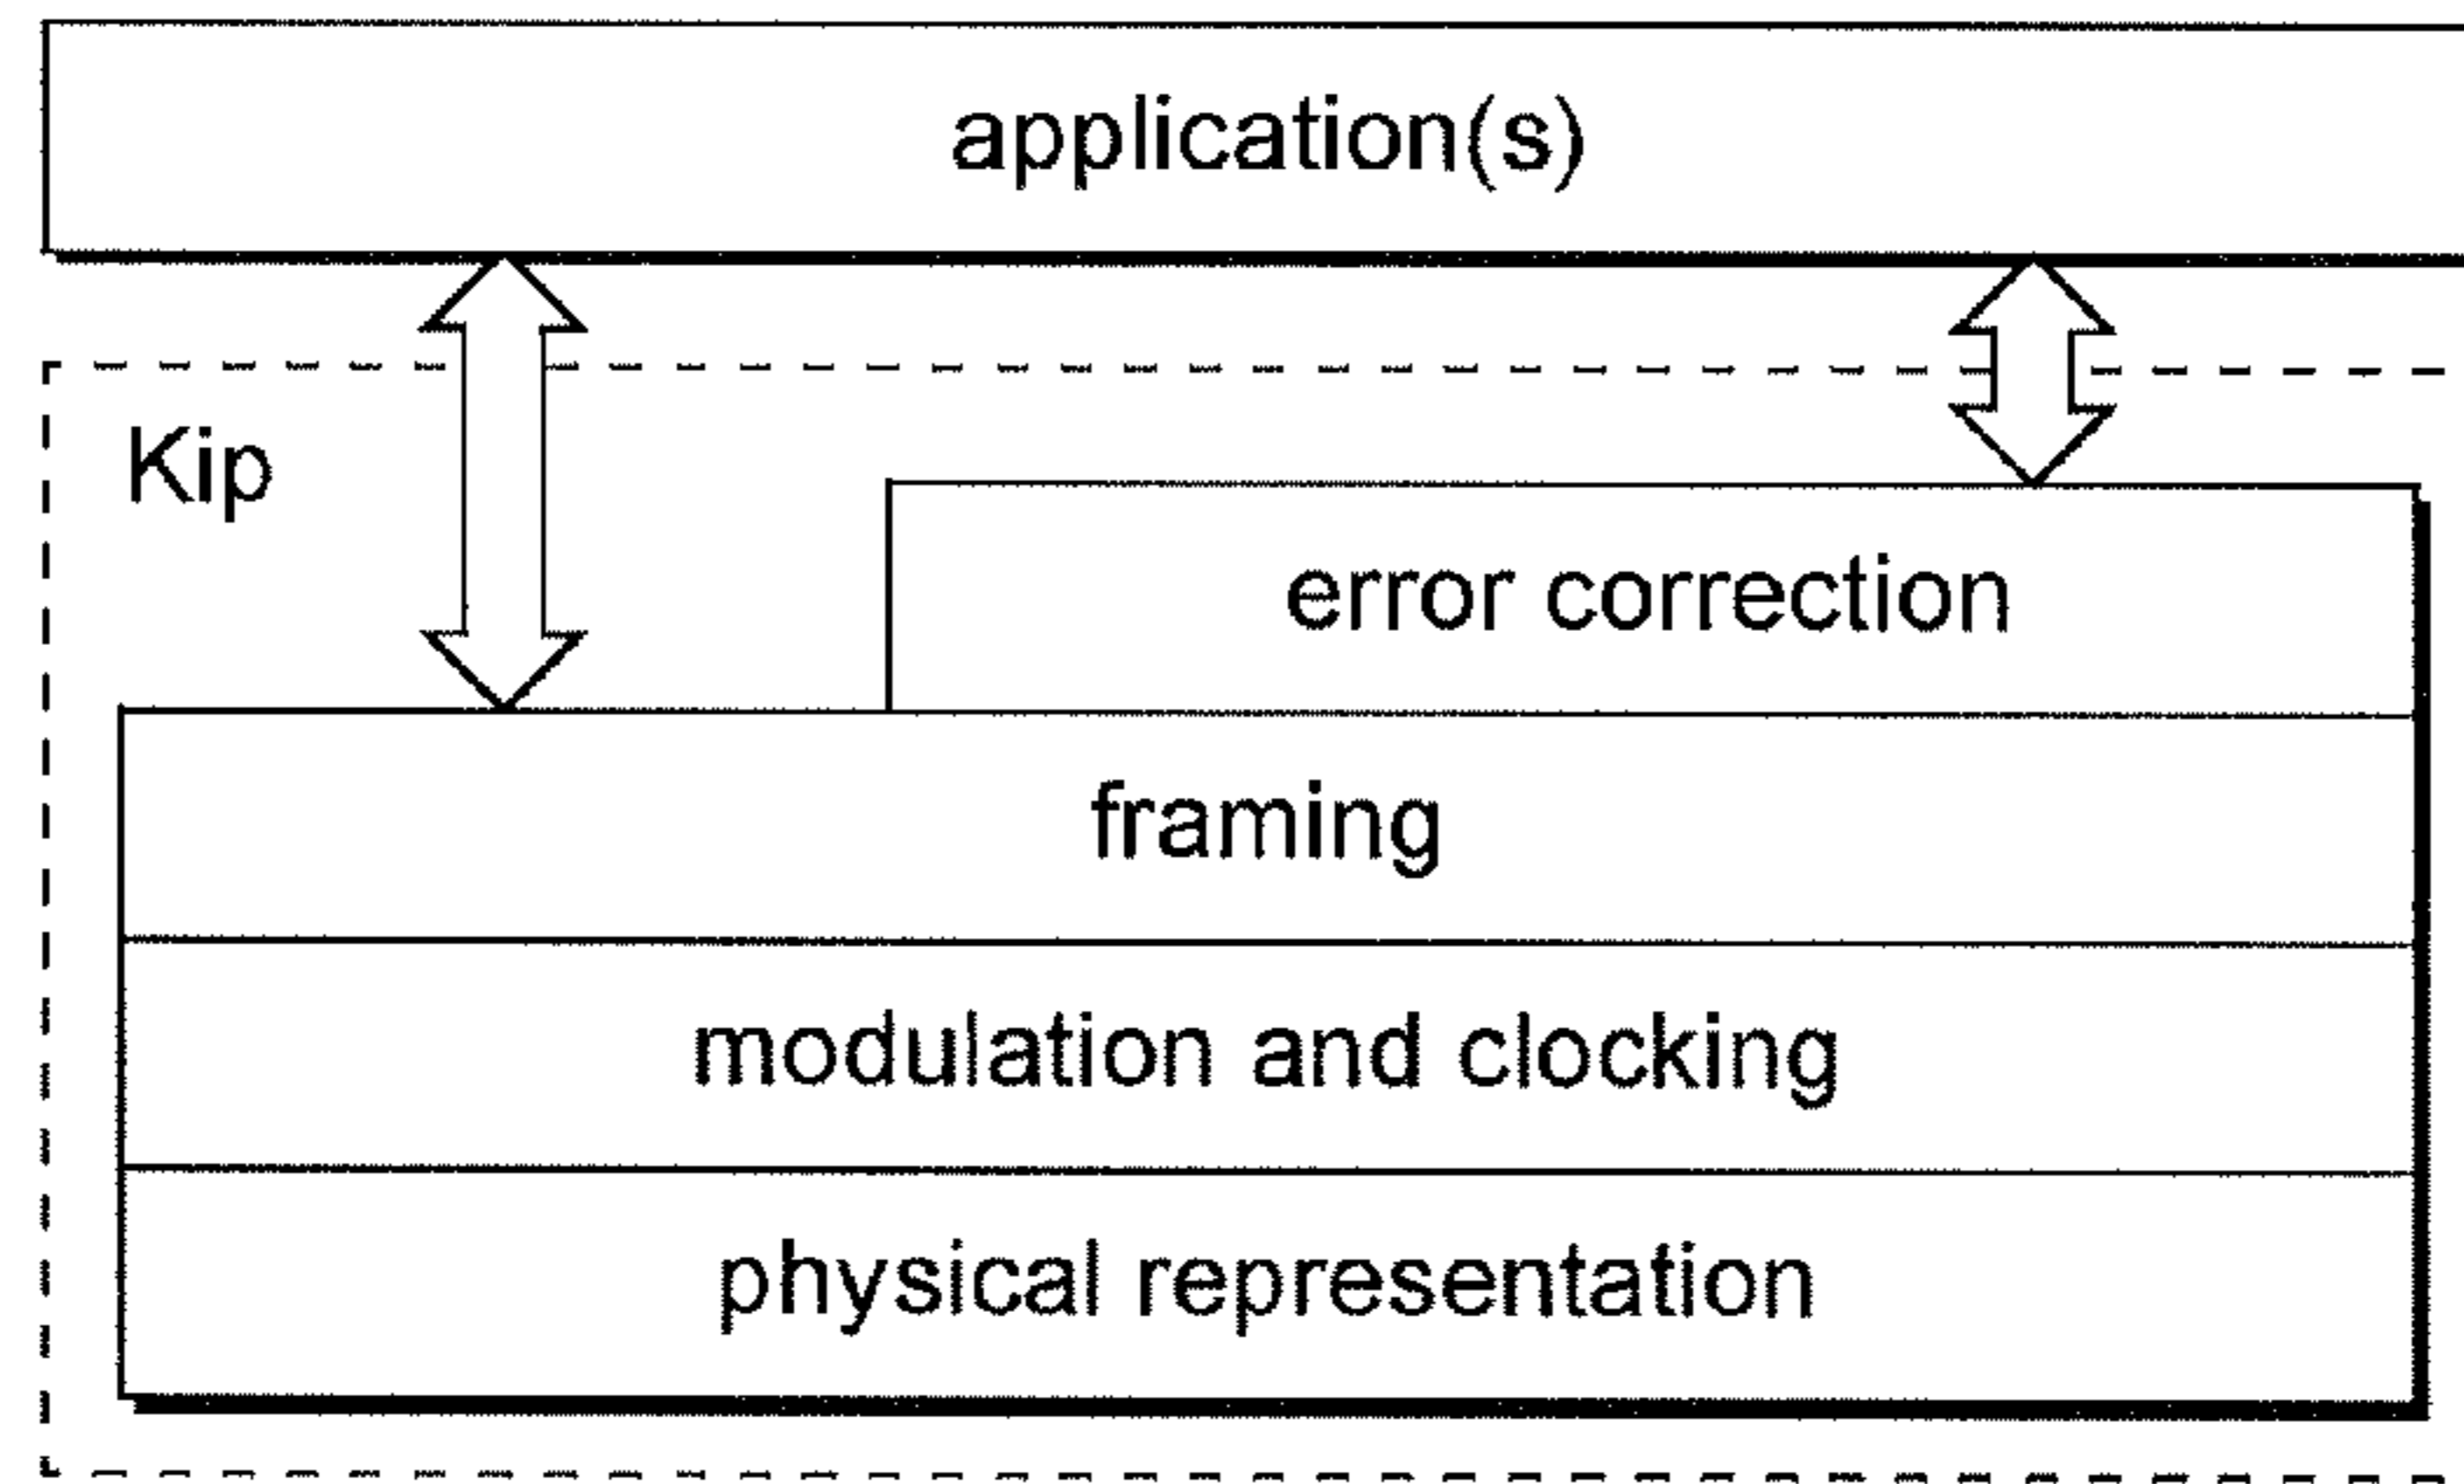 application(s)
Kip
error correction
framing
modulation and clocking
physical representation